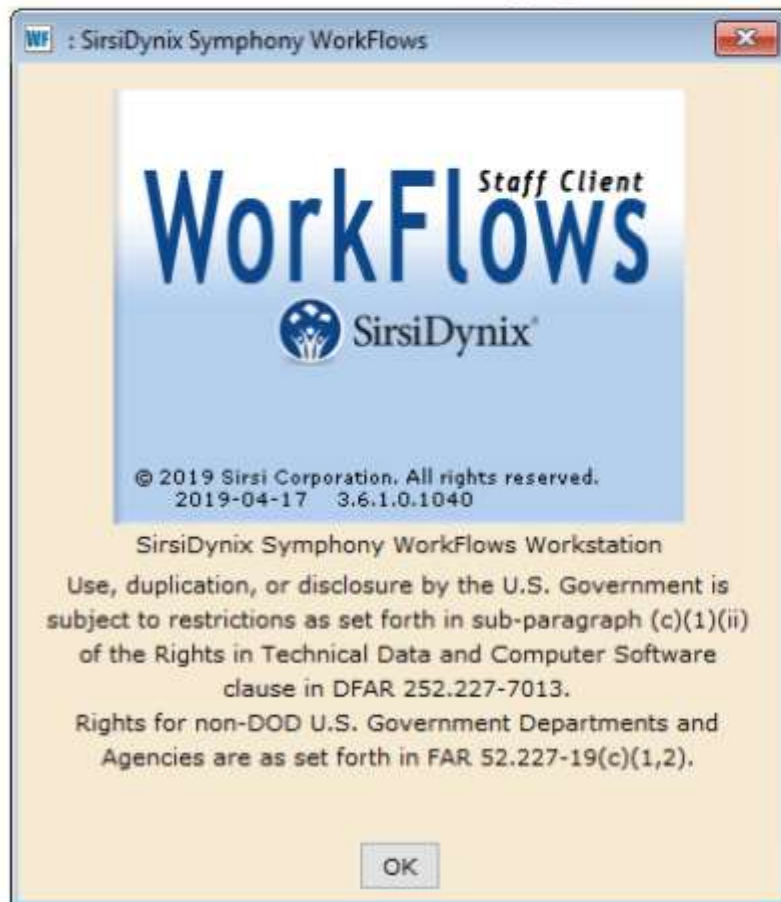 WF : SirsiDynix Symphony WorkFlows
Staff Client
WorkFlows
SirsiDynix®
© 2019 Sirsi Corporation. All rights reserved.
2019-04-17 3.6.1.0.1040
SirsiDynix Symphony WorkFlows Workstation
Use, duplication, or disclosure by the U.S. Government is
subject to restrictions as set forth in sub-paragraph (c)(1)(ii)
of the Rights in Technical Data and Computer Software
clause in DFAR 252.227-7013.
Rights for non-DOD U.S. Government Departments and
Agencies are as set forth in FAR 52.227-19(c)(1,2).
OK